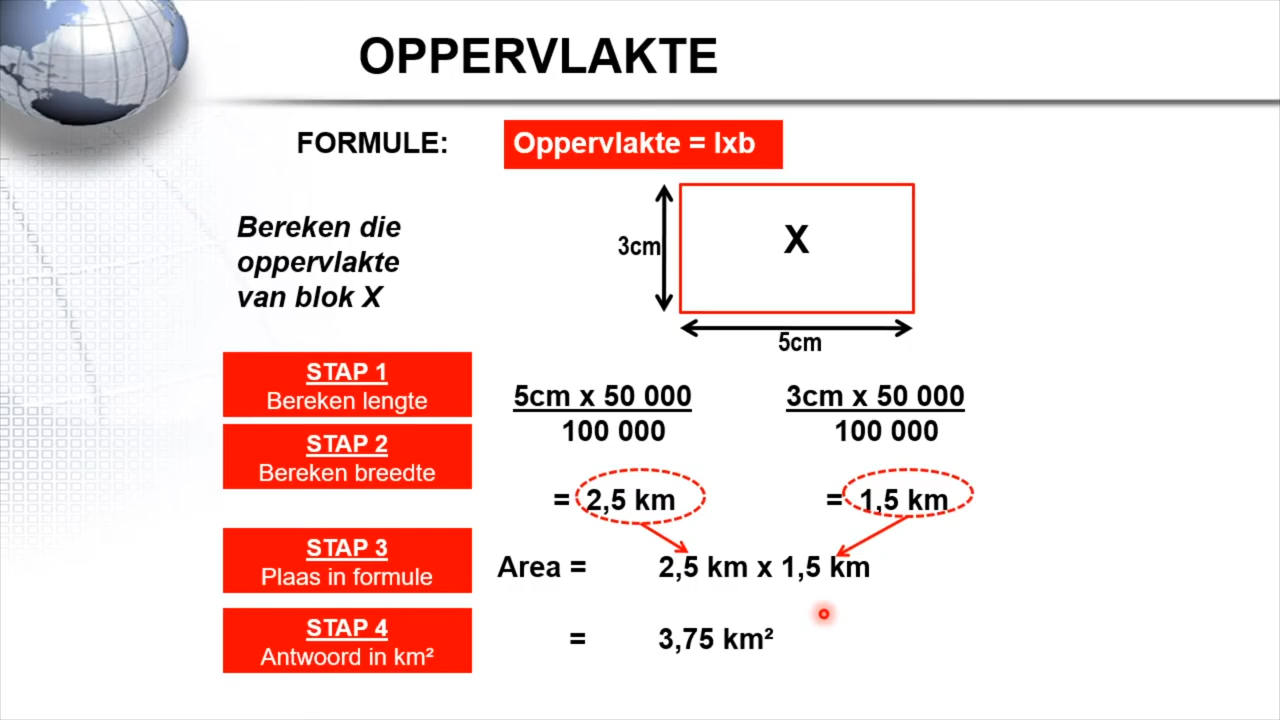 OPPERVLAKTE
FORMULE:
Oppervlakte = lxb
Bereken die
oppervlakte
van blok X
3cm
X
5cm
STAP 1
Bereken lengte
STAP 2
Bereken breedte
5cm x 50 000
100 000
3cm x 50 000
100 000
= 2,5 km
= 1,5 km
STAP 3
Plaas in formule
Area = 2,5 km x 1,5 km
STAP 4
Antwoord in km²
= 3,75 km²